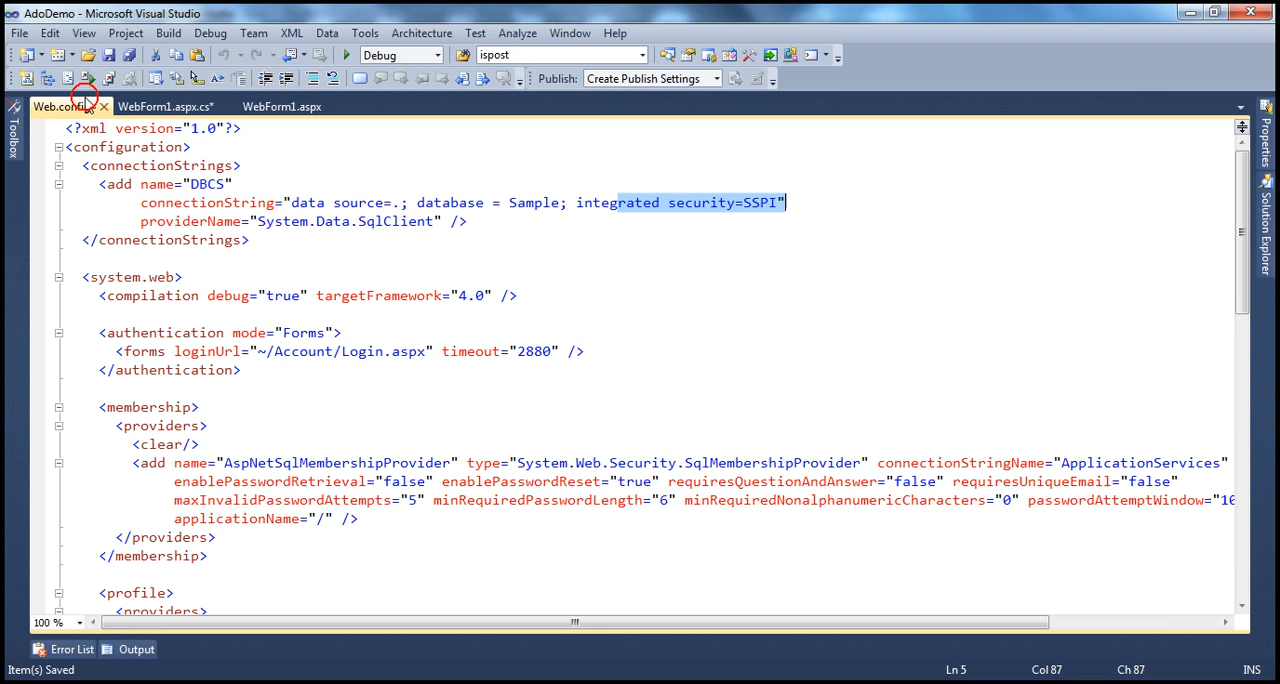 AdoDemo - Microsoft Visual Studio
File Edit View Project Build Debug Team XML Data Tools Architecture Test Analyze Window Help
Debug ispost
Publish: Create Publish Settings
Web.config WebForm1.aspx.cs* WebForm1.aspx
Toolbox
Properties
Solution Explorer
<?xml version="1.0"?>
<configuration>
<connectionStrings>
<add name="DBCS"
connectionString="data source=.; database = Sample; integrated security=SSPI"
providerName="System.Data.SqlClient" />
</connectionStrings>
<system.web>
<compilation debug="true" targetFramework="4.0" />
<authentication mode="Forms">
<forms loginUrl="~/Account/Login.aspx" timeout="2880" />
</authentication>
<membership>
<providers>
<clear/>
<add name="AspNetSqlMembershipProvider" type="System.Web.Security.SqlMembershipProvider" connectionStringName="ApplicationServices"
enablePasswordRetrieval="false" enablePasswordReset="true" requiresQuestionAndAnswer="false" requiresUniqueEmail="false"
maxInvalidPasswordAttempts="5" minRequiredPasswordLength="6" minRequiredNonalphanumericCharacters="0" passwordAttemptWindow="10
applicationName="/" />
</providers>
</membership>
<profile>
<providers>
100 %
Error List Output
Item(s) Saved Ln 5 Col 87 Ch 87 INS